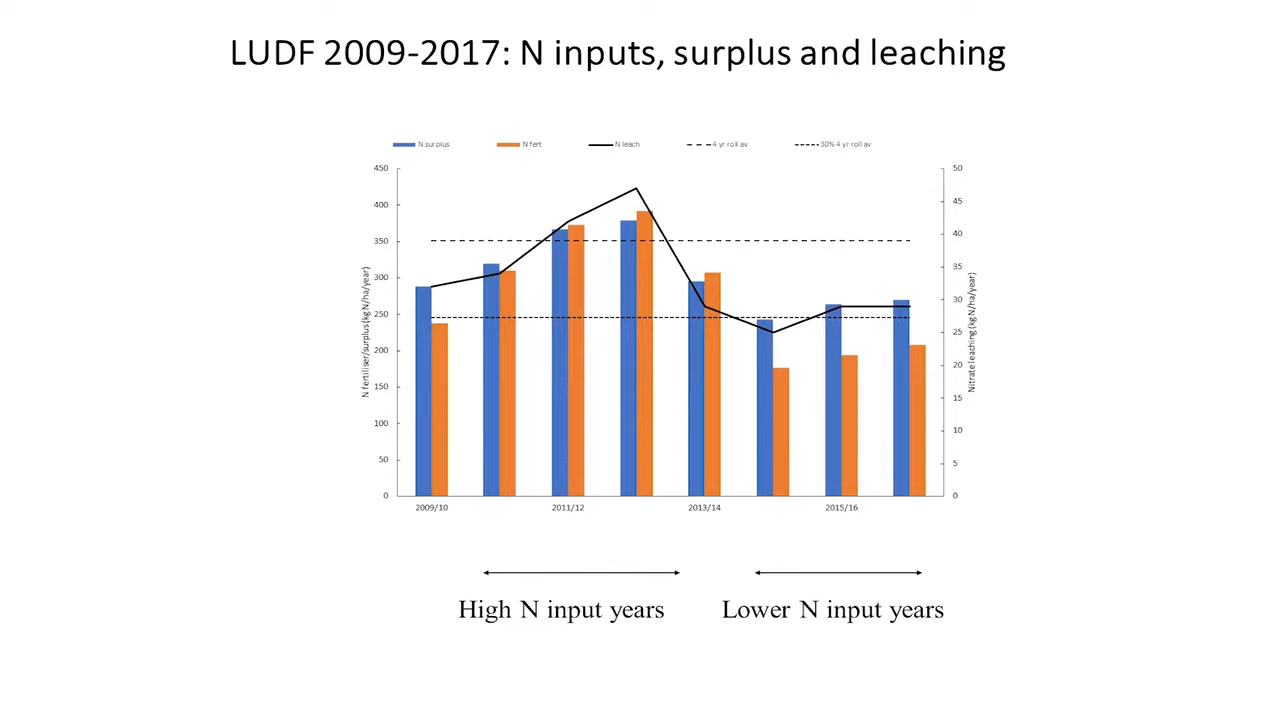 LUDF 2009-2017: N inputs, surplus and leaching
N surplus N fert N leach 4 yr roll av 30% 4 yr roll av
450 50
400 45
350 40
300 35
250 30
200 25
150 20
100 15
50 10
0 5
0
N fertiliser/surplus (kg N/ha/year)
Nitrate leaching (kg N/ha/year)
2009/10 2011/12 2013/14 2015/16
High N input years Lower N input years